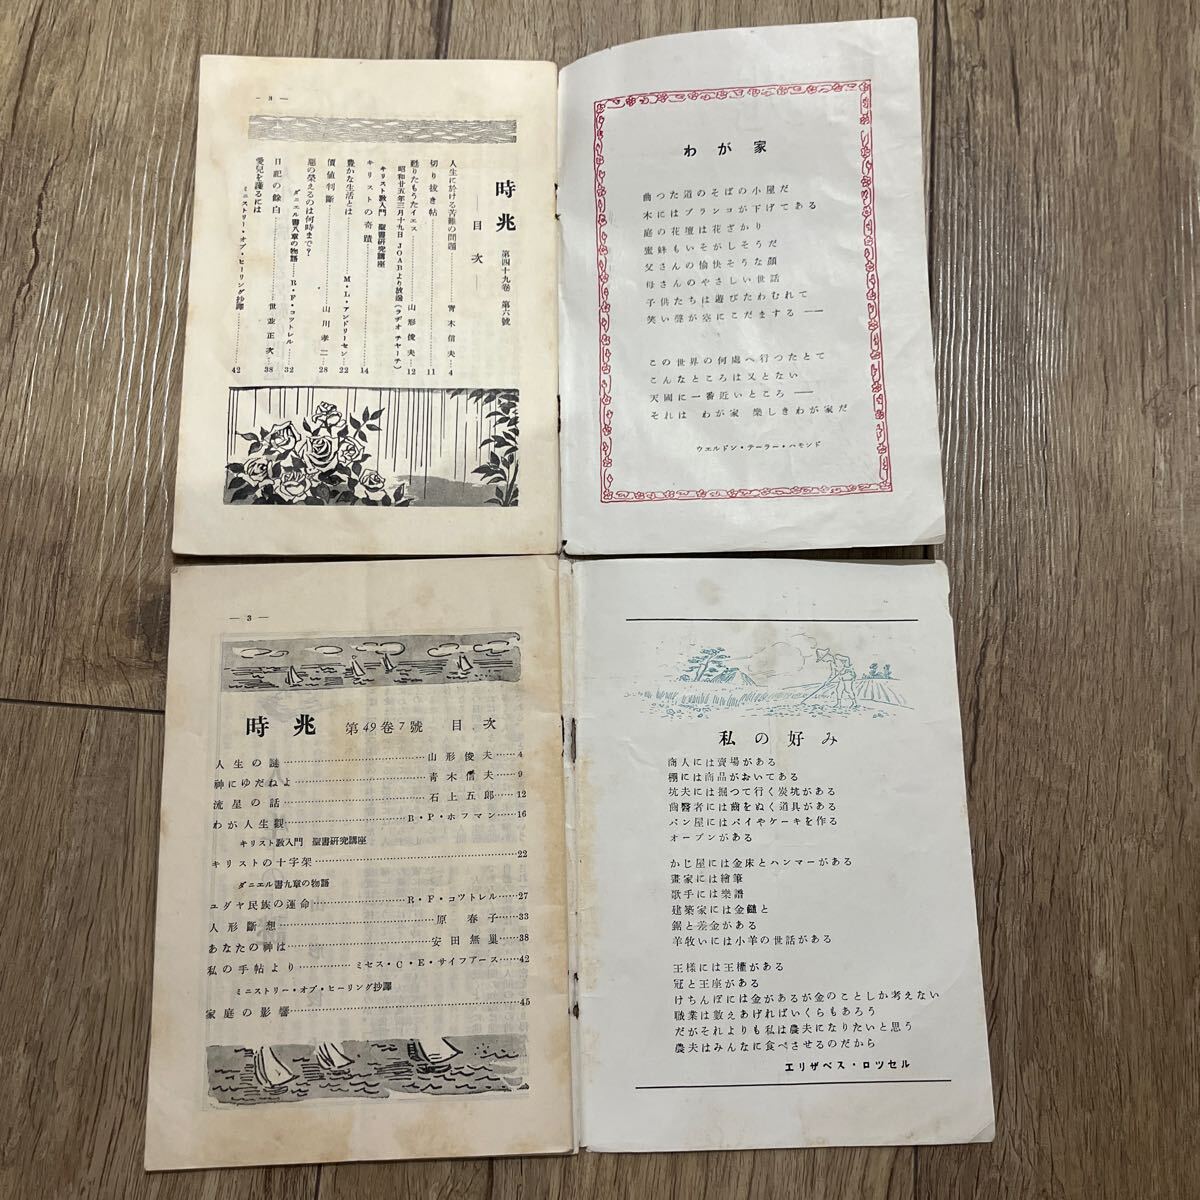 ― 3 ―
時兆 第四十九卷 第六號
― 目次 ―
人生に於ける苦難の問題 靑木信夫…4
切り拔き帖 11
甦りたもうたイエス 山形俊夫…12
昭和廿五年三月十九日 JOABより放送(ラヂオ チヤーチ)
キリスト敎入門 聖書硏究講座
キリストの奇蹟 14
豊かな生活とは M・L・アンドリーセン 22
價値判斷 山川孝二 28
惡の榮えるのは何時まで?
ダニエル書八章の物語…R・F・コツトレル 32
日記の餘白 世並正次 38
愛兒を護るには
ミニストリー・オブ・ヒーリング抄譯 42
わが家
曲つた道のそばの小屋だ
木にはブランコが下げてある
庭の花壇は花ざかり
蜜蜂もいそがしそうだ
父さんの愉快そうな顔
母さんのやさしい世話
子供たちは遊びたわむれて
笑い聲が空にこだまする ――
この世界の何處へ行つたとて
こんなところは又とない
天國に一番近いところ ――
それは わが家 樂しきわが家だ
ウエルドン・テーラー・ハモンド
― 3 ―
時兆 第49卷7號 目次
人生の謎 山形俊夫……4
神にゆだねよ 靑木信夫……9
流星の話 石上五郎……12
わが人生觀 R・P・ホフマン……16
キリスト敎入門 聖書研究講座
キリストの十字架 22
ダニエル書九章の物語
ユダヤ民族の運命 R・F・コツトレル……27
人形斷想 原 春子……33
あなたの神は 安田無巢……38
私の手帖より ミセス・C・E・サイフアース……42
ミニストリー・オブ・ヒーリング抄譯
家庭の影響 45
私の好み
商人には賣場がある
棚には商品がおいてある
坑夫には掘つて行く炭坑がある
齒醫者には齒をぬく道具がある
パン屋にはパイやケーキを作る
オーブンがある
かじ屋には金床とハンマーがある
畫家には繪筆
歌手には樂譜
建築家には金鎚と
鋸と差金がある
羊牧いには小羊の世話がある
王様には王權がある
冠と王座がある
けちんぼには金があるが金のことしか考えない
職業は數えあげればいくらもあろう
だがそれよりも私は農夫になりたいと思う
農夫はみんなに食べさせるのだから
エリザベス・ロツセル